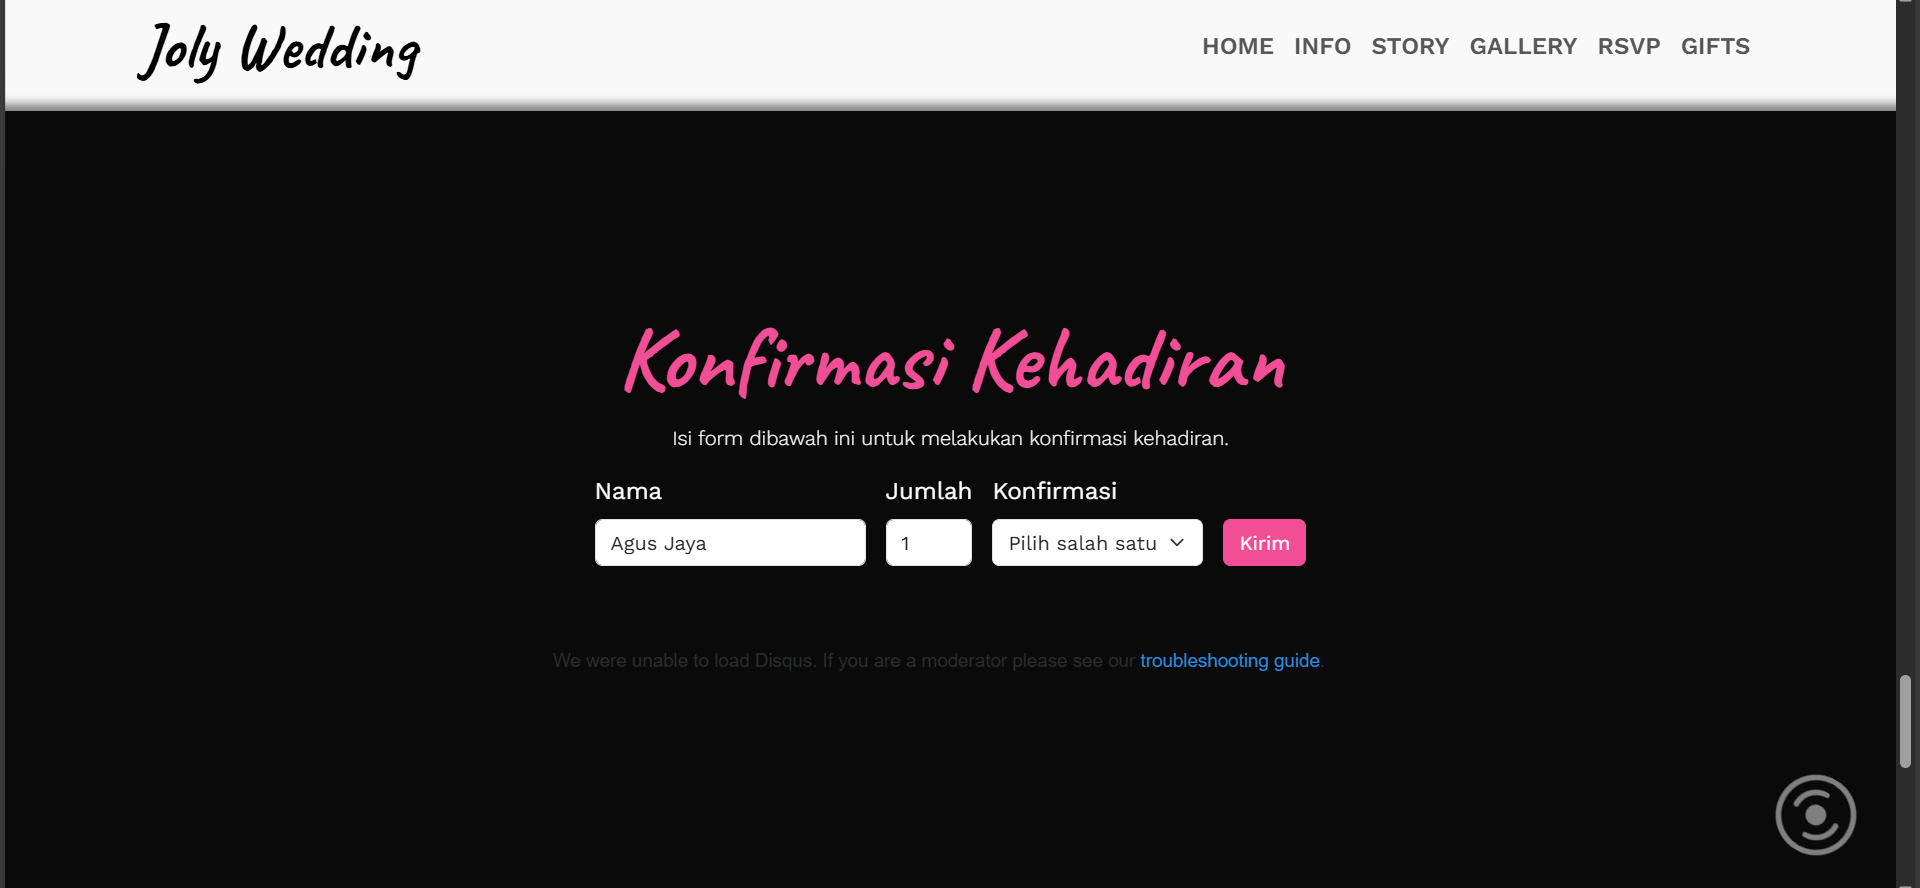 Joly Wedding
HOME INFO STORY GALLERY RSVP GIFTS
Konfirmasi Kehadiran
Isi form dibawah ini untuk melakukan konfirmasi kehadiran.
Nama Jumlah Konfirmasi
Agus Jaya 1 Pilih salah satu Kirim
We were unable to load Disqus. If you are a moderator please see our troubleshooting guide.